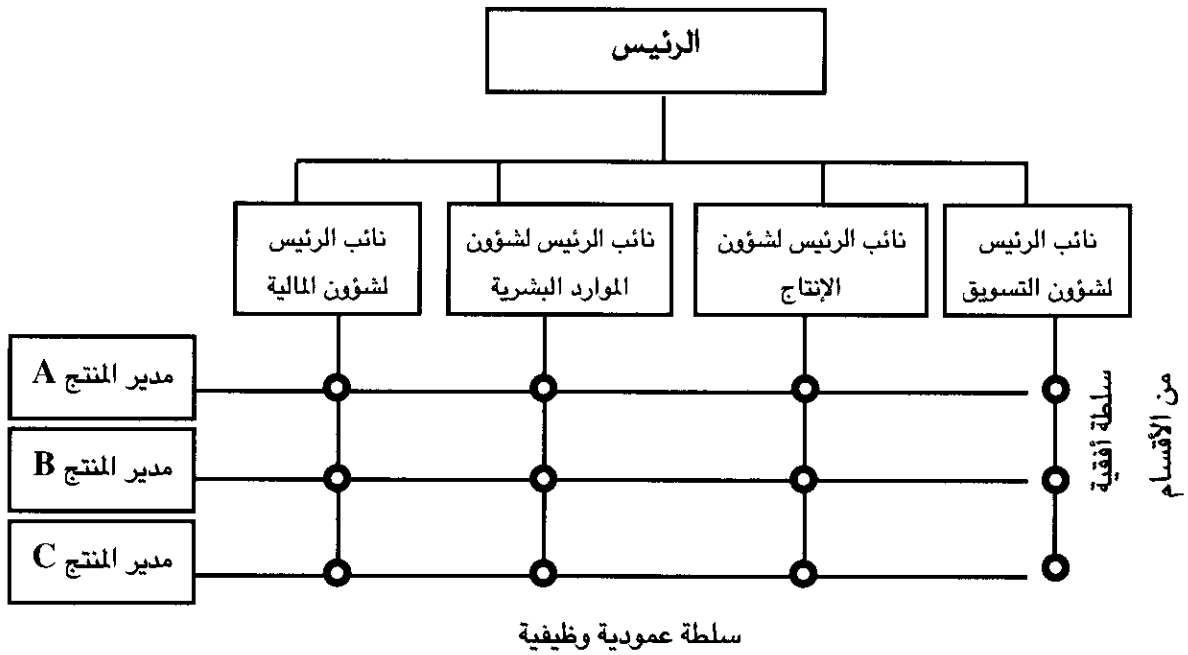 الرئيس
نائب الرئيس
لشؤون التسويق
نائب الرئيس لشؤون
الإنتاج
نائب الرئيس لشؤون
الموارد البشرية
نائب الرئيس
لشؤون المالية
مدير المنتج A
مدير المنتج B
مدير المنتج C
سلطة أفقية
من الأقسام
سلطة عمودية وظيفية